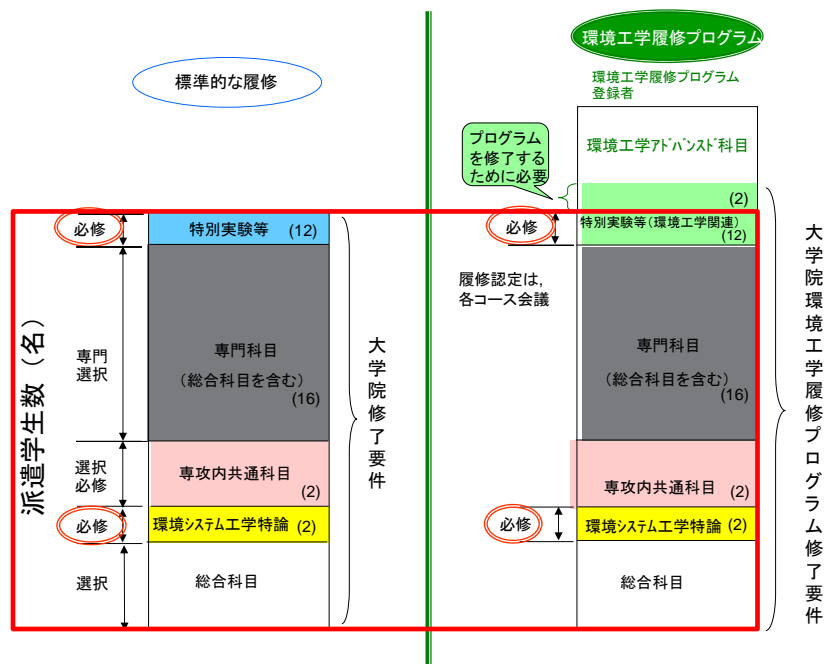 標準的な履修
派遣学生数（名）
必修
専門
選択
選択
必修
必修
選択
特別実験等 (12)
専門科目
（総合科目を含む）
(16)
専攻内共通科目
(2)
環境システム工学特論 (2)
総合科目
大学院修了要件
環境工学履修プログラム
環境工学履修プログラム
登録者
プログラム
を修了する
ために必要
環境工学アドバンスド科目
(2)
必修
特別実験等(環境工学関連)
(12)
履修認定は,
各コース会議
専門科目
（総合科目を含む）
(16)
専攻内共通科目 (2)
必修
環境システム工学特論 (2)
総合科目
大学院環境工学履修プログラム修了要件